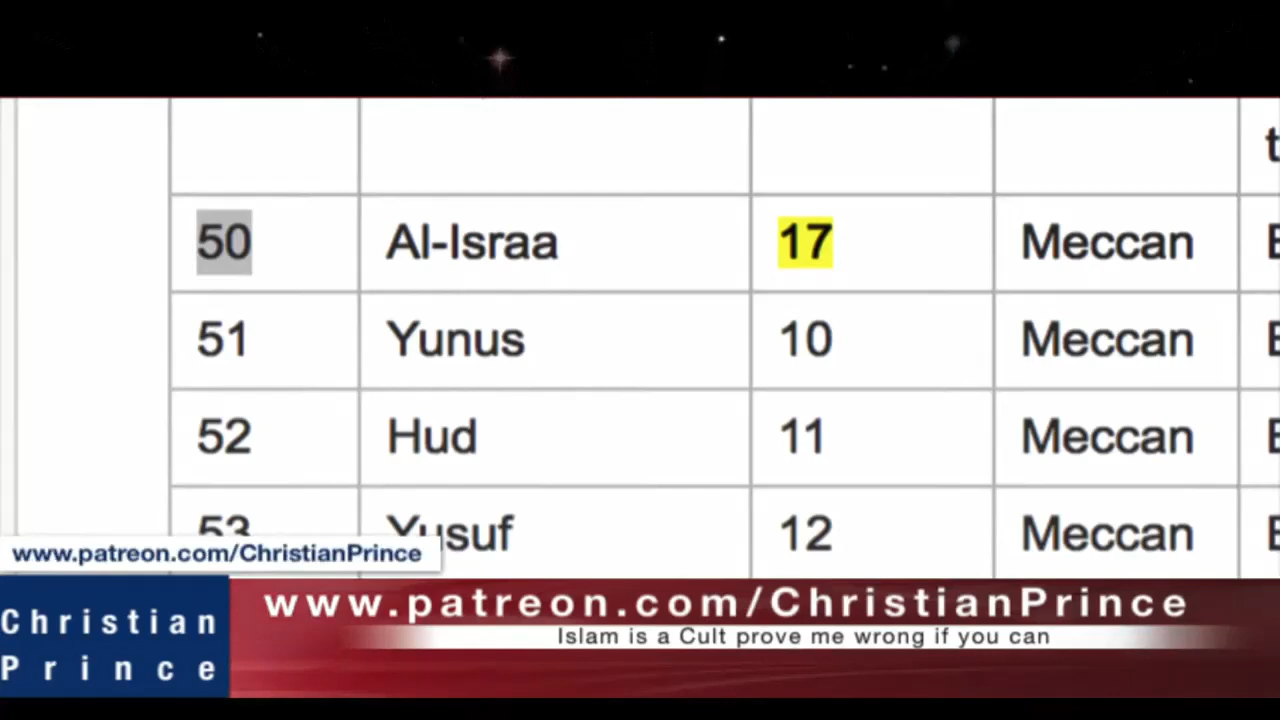 50 Al-Israa 17 Meccan
51 Yunus 10 Meccan
52 Hud 11 Meccan
53 Yusuf 12 Meccan
www.patreon.com/ChristianPrince
www.patreon.com/ChristianPrince
Islam is a Cult prove me wrong if you can
Christian
Prince